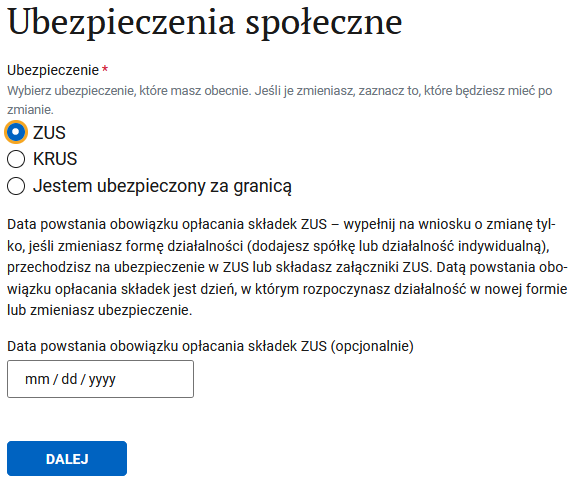 Ubezpieczenia społeczne
Ubezpieczenie *
Wybierz ubezpieczenie, które masz obecnie. Jeśli je zmieniasz, zaznacz to, które będziesz mieć po
zmianie.
ZUS
KRUS
Jestem ubezpieczony za granicą
Data powstania obowiązku opłacania składek ZUS – wypełnij na wniosku o zmianę tyl-
ko, jeśli zmieniasz formę działalności (dodajesz spółkę lub działalność indywidualną),
przechodzisz na ubezpieczenie w ZUS lub składasz załączniki ZUS. Datą powstania obo-
wiązku opłacania składek jest dzień, w którym rozpoczynasz działalność w nowej formie
lub zmieniasz ubezpieczenie.
Data powstania obowiązku opłacania składek ZUS (opcjonalnie)
mm / dd / yyyy
DALEJ